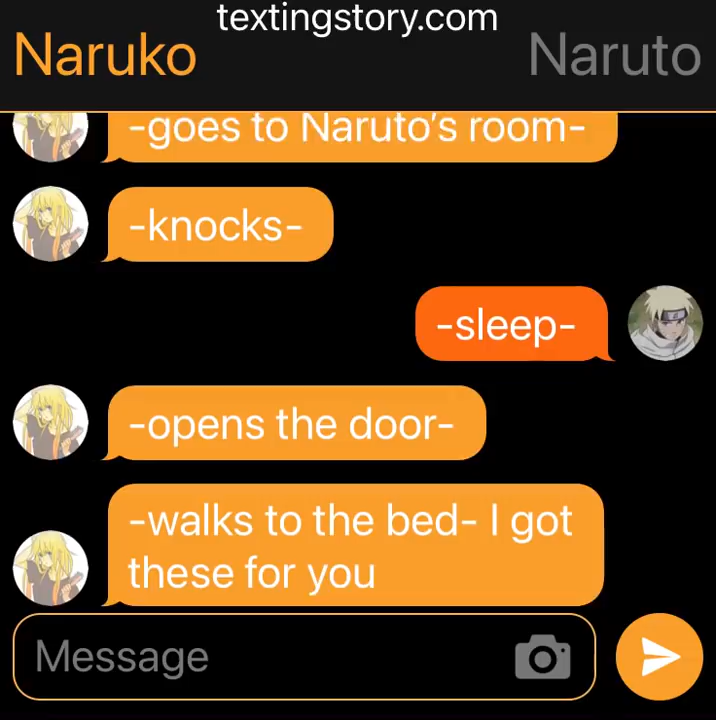 textingstory.com
Naruko
Naruto
-goes to Naruto's room-
-knocks-
-sleep-
-opens the door-
-walks to the bed- I got
these for you
Message